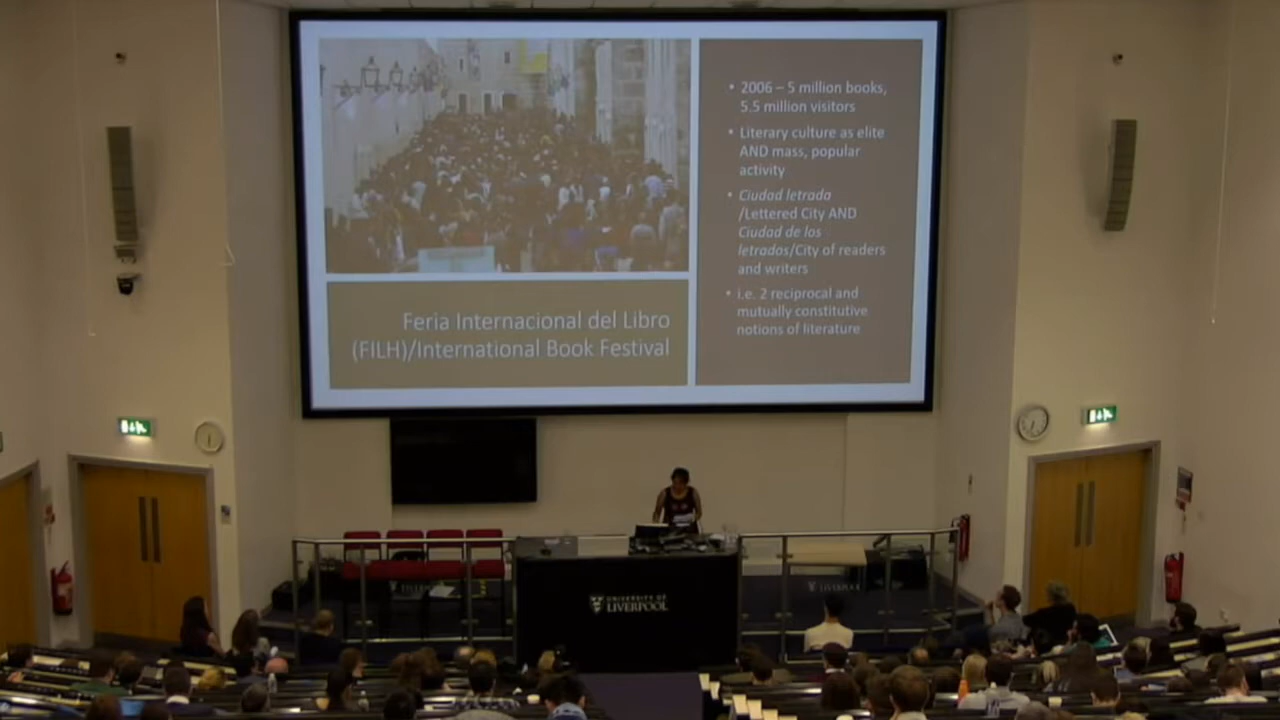 • 2006 – 5 million books,
5.5 million visitors
• Literary culture as elite
AND mass, popular
activity
• Ciudad letrada
/Lettered City AND
Ciudad de los
letrados/City of readers
and writers
• i.e. 2 reciprocal and
mutually constitutive
notions of literature
Feria Internacional del Libro
(FILH)/International Book Festival
UNIVERSITY OF
LIVERPOOL